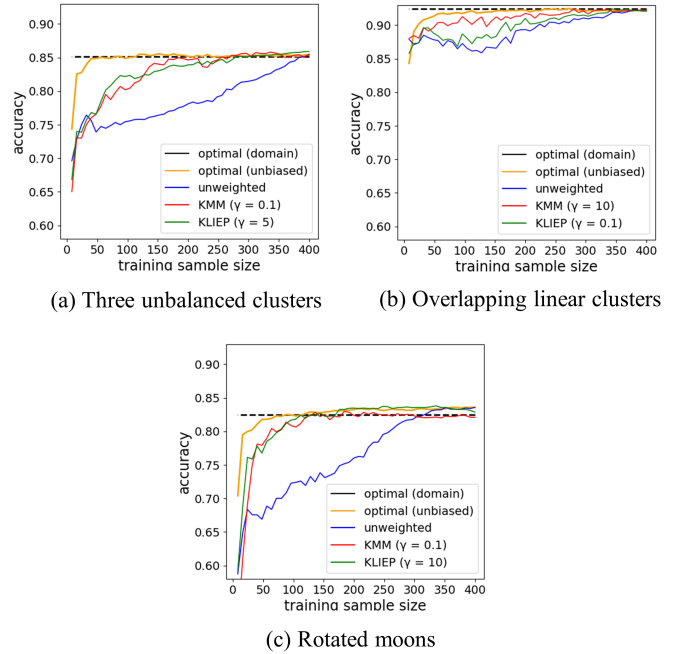 0.90
0.85
0.80
0.75
0.70
0.65
0.60
accuracy
optimal (domain)
optimal (unbiased)
unweighted
KMM (γ = 0.1)
KLIEP (γ = 5)
0 50 100 150 200 250 300 350 400
training sample size
(a) Three unbalanced clusters
0.90
0.85
0.80
0.75
0.70
0.65
0.60
accuracy
optimal (domain)
optimal (unbiased)
unweighted
KMM (γ = 10)
KLIEP (γ = 0.1)
0 50 100 150 200 250 300 350 400
training sample size
(b) Overlapping linear clusters
0.90
0.85
0.80
0.75
0.70
0.65
0.60
accuracy
optimal (domain)
optimal (unbiased)
unweighted
KMM (γ = 0.1)
KLIEP (γ = 10)
0 50 100 150 200 250 300 350 400
training sample size
(c) Rotated moons